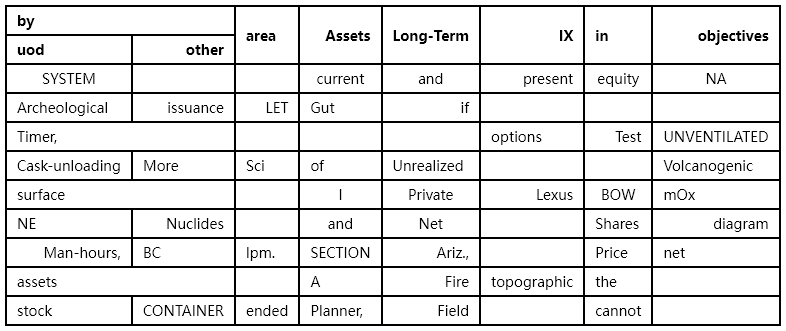 by area Assets Long-Term IX in objectives
uod other
SYSTEM current and present equity NA
Archeological issuance LET Gut if
Timer, options Test UNVENTILATED
Cask-unloading More Sci of Unrealized Volcanogenic
surface I Private Lexus BOW mOx
NE Nuclides and Net Shares diagram
Man-hours, BC Ipm. SECTION Ariz., Price net
assets A Fire topographic the
stock CONTAINER ended Planner, Field cannot